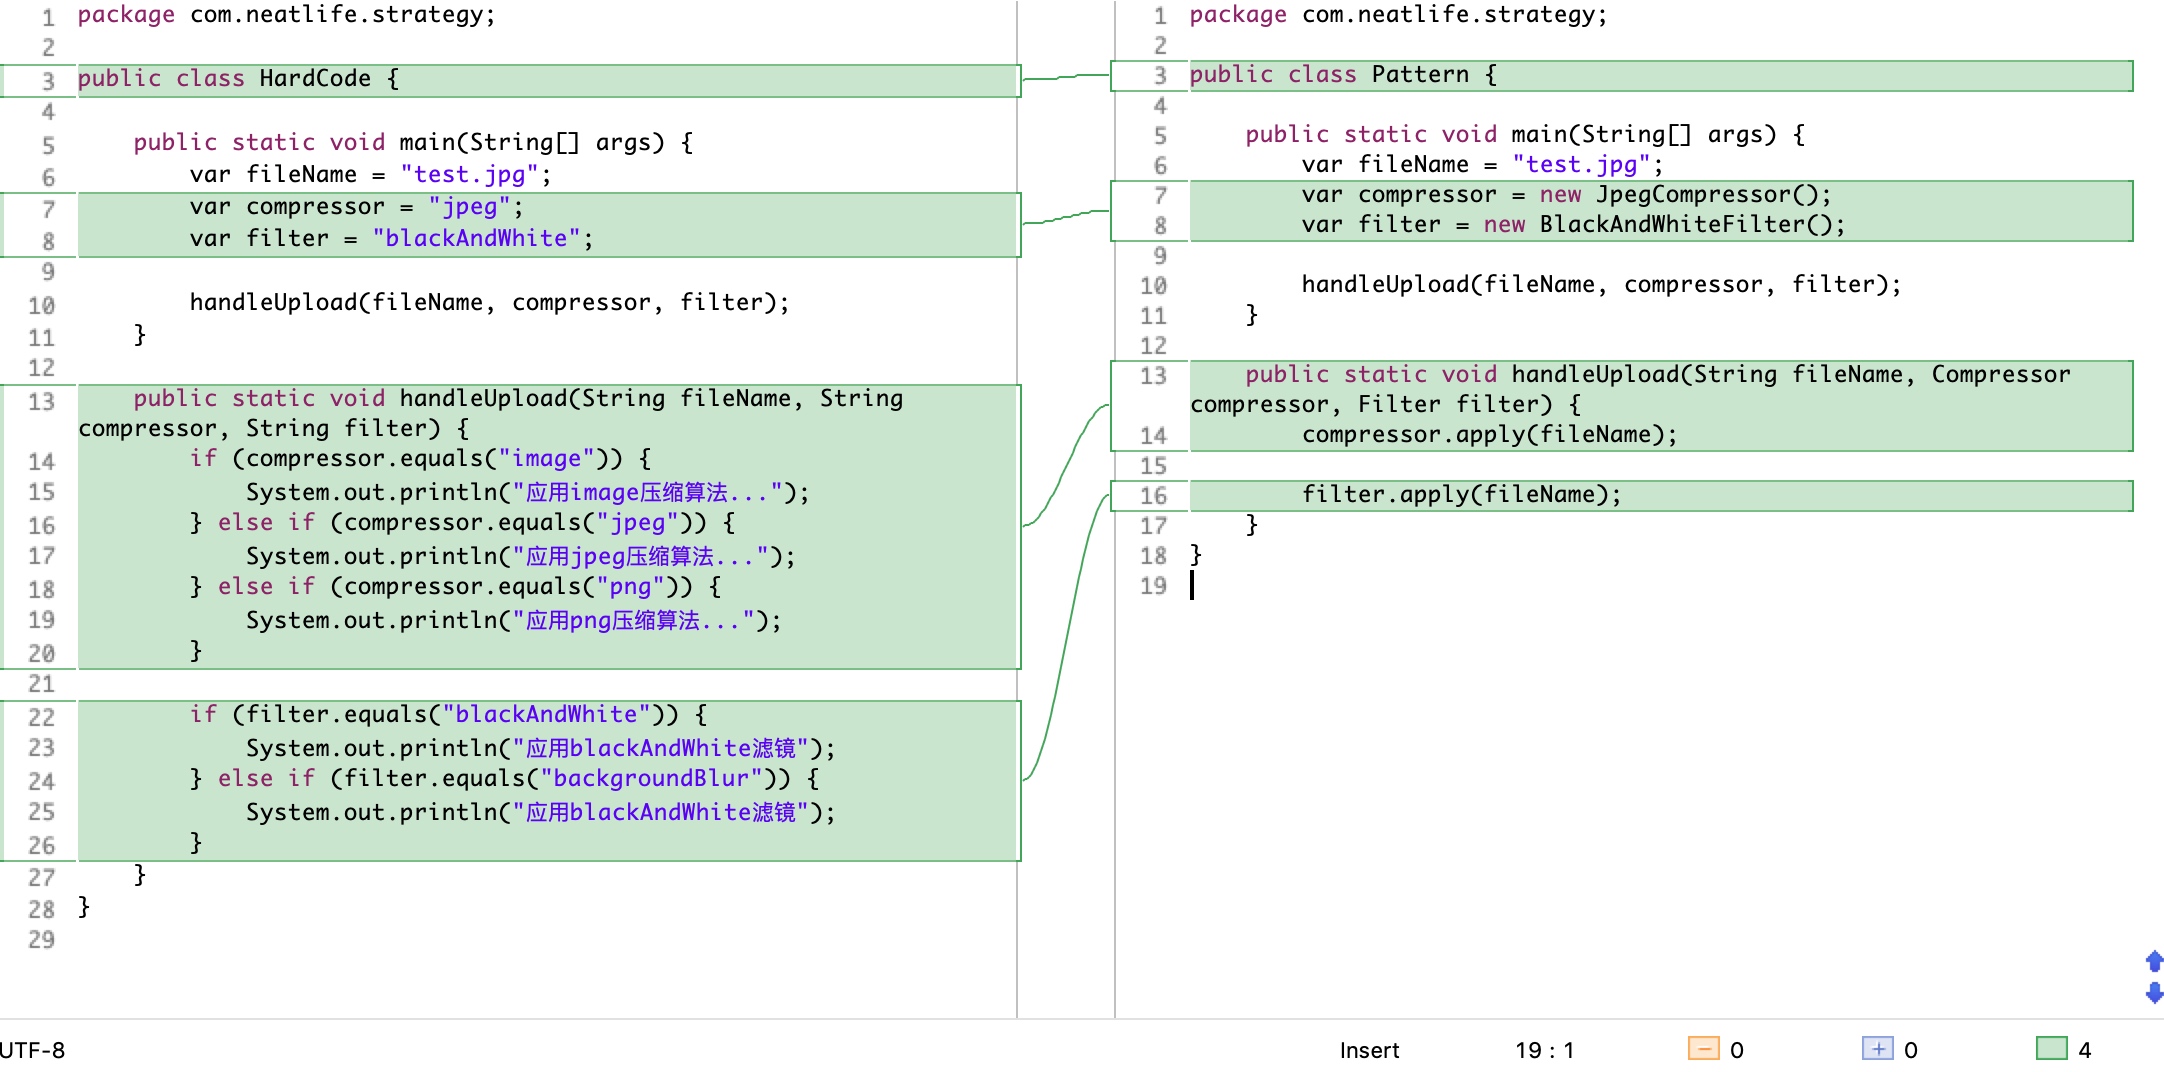 1 package com.neatlife.strategy;
2
3 public class HardCode {
4
5     public static void main(String[] args) {
6         var fileName = "test.jpg";
7         var compressor = "jpeg";
8         var filter = "blackAndWhite";
9
10         handleUpload(fileName, compressor, filter);
11     }
12
13     public static void handleUpload(String fileName, String
compressor, String filter) {
14         if (compressor.equals("image")) {
15             System.out.println("应用image压缩算法...");
16         } else if (compressor.equals("jpeg")) {
17             System.out.println("应用jpeg压缩算法...");
18         } else if (compressor.equals("png")) {
19             System.out.println("应用png压缩算法...");
20         }
21
22         if (filter.equals("blackAndWhite")) {
23             System.out.println("应用blackAndWhite滤镜");
24         } else if (filter.equals("backgroundBlur")) {
25             System.out.println("应用blackAndWhite滤镜");
26         }
27     }
28 }
29
1 package com.neatlife.strategy;
2
3 public class Pattern {
4
5     public static void main(String[] args) {
6         var fileName = "test.jpg";
7         var compressor = new JpegCompressor();
8         var filter = new BlackAndWhiteFilter();
9
10         handleUpload(fileName, compressor, filter);
11     }
12
13     public static void handleUpload(String fileName, Compressor
compressor, Filter filter) {
14         compressor.apply(fileName);
15
16         filter.apply(fileName);
17     }
18 }
19
UTF-8 Insert 19 : 1 0 0 4